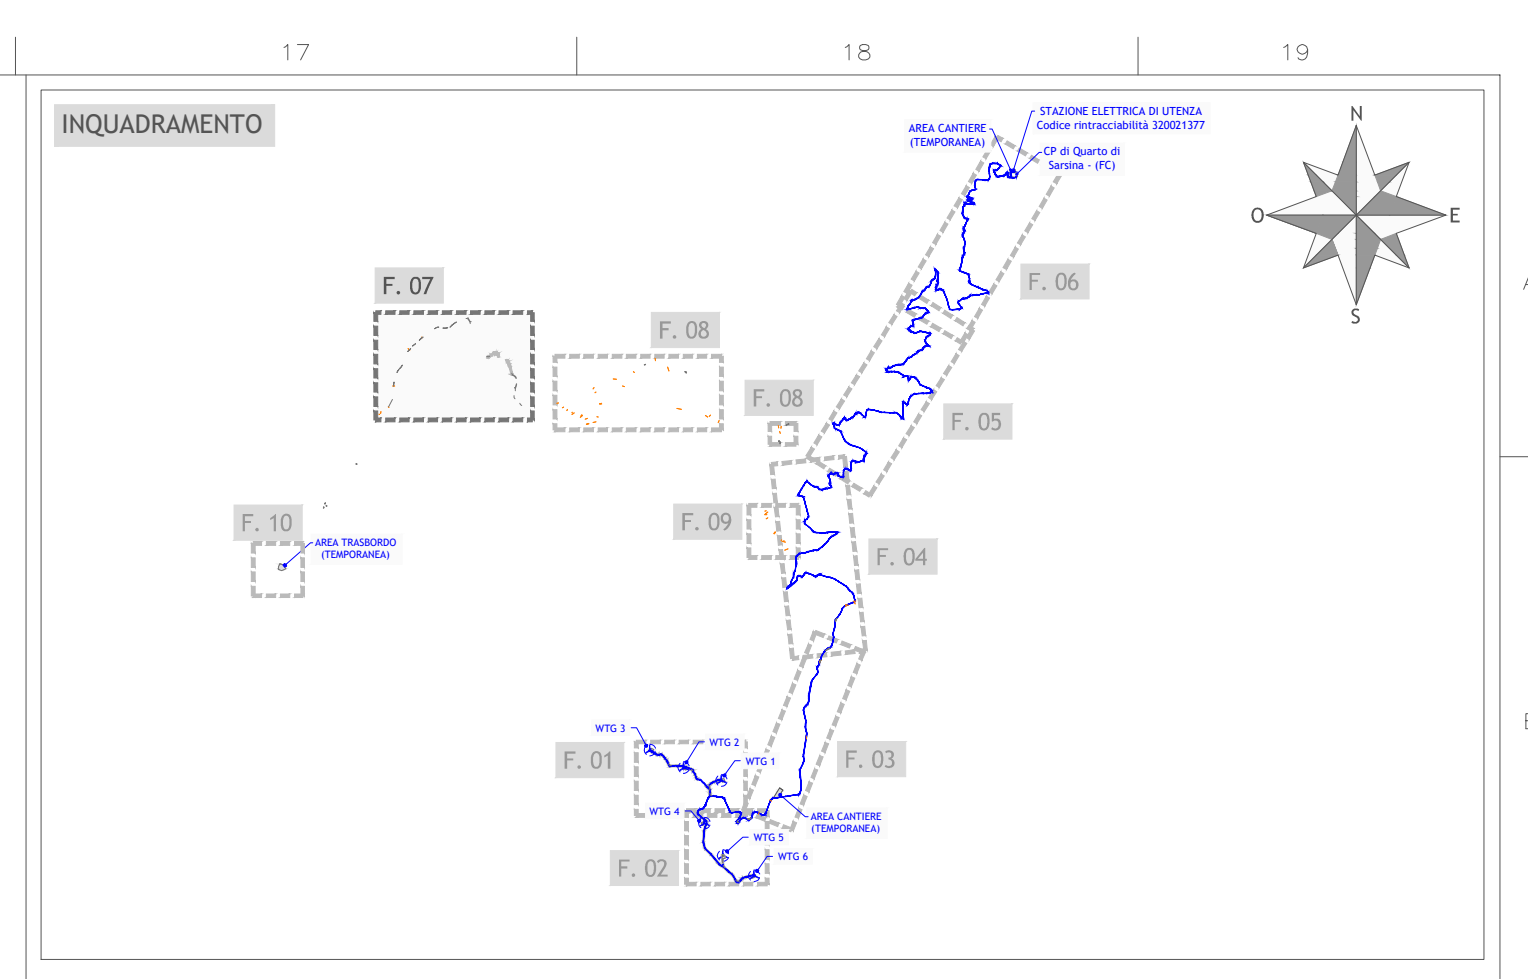 17
18
19
INQUADRAMENTO
STAZIONE ELETTRICA DI UTENZA
Codice rintracciabilità 320021377
AREA CANTIERE
(TEMPORANEA)
CP di Quarto di
Sarsina - (FC)
N
O
E
S
F. 07
F. 06
F. 08
F. 08
F. 05
F. 10
AREA TRASBORDO
(TEMPORANEA)
F. 09
F. 04
WTG 3
WTG 2
F. 01
WTG 1
F. 03
WTG 4
AREA CANTIERE
(TEMPORANEA)
WTG 5
WTG 6
F. 02